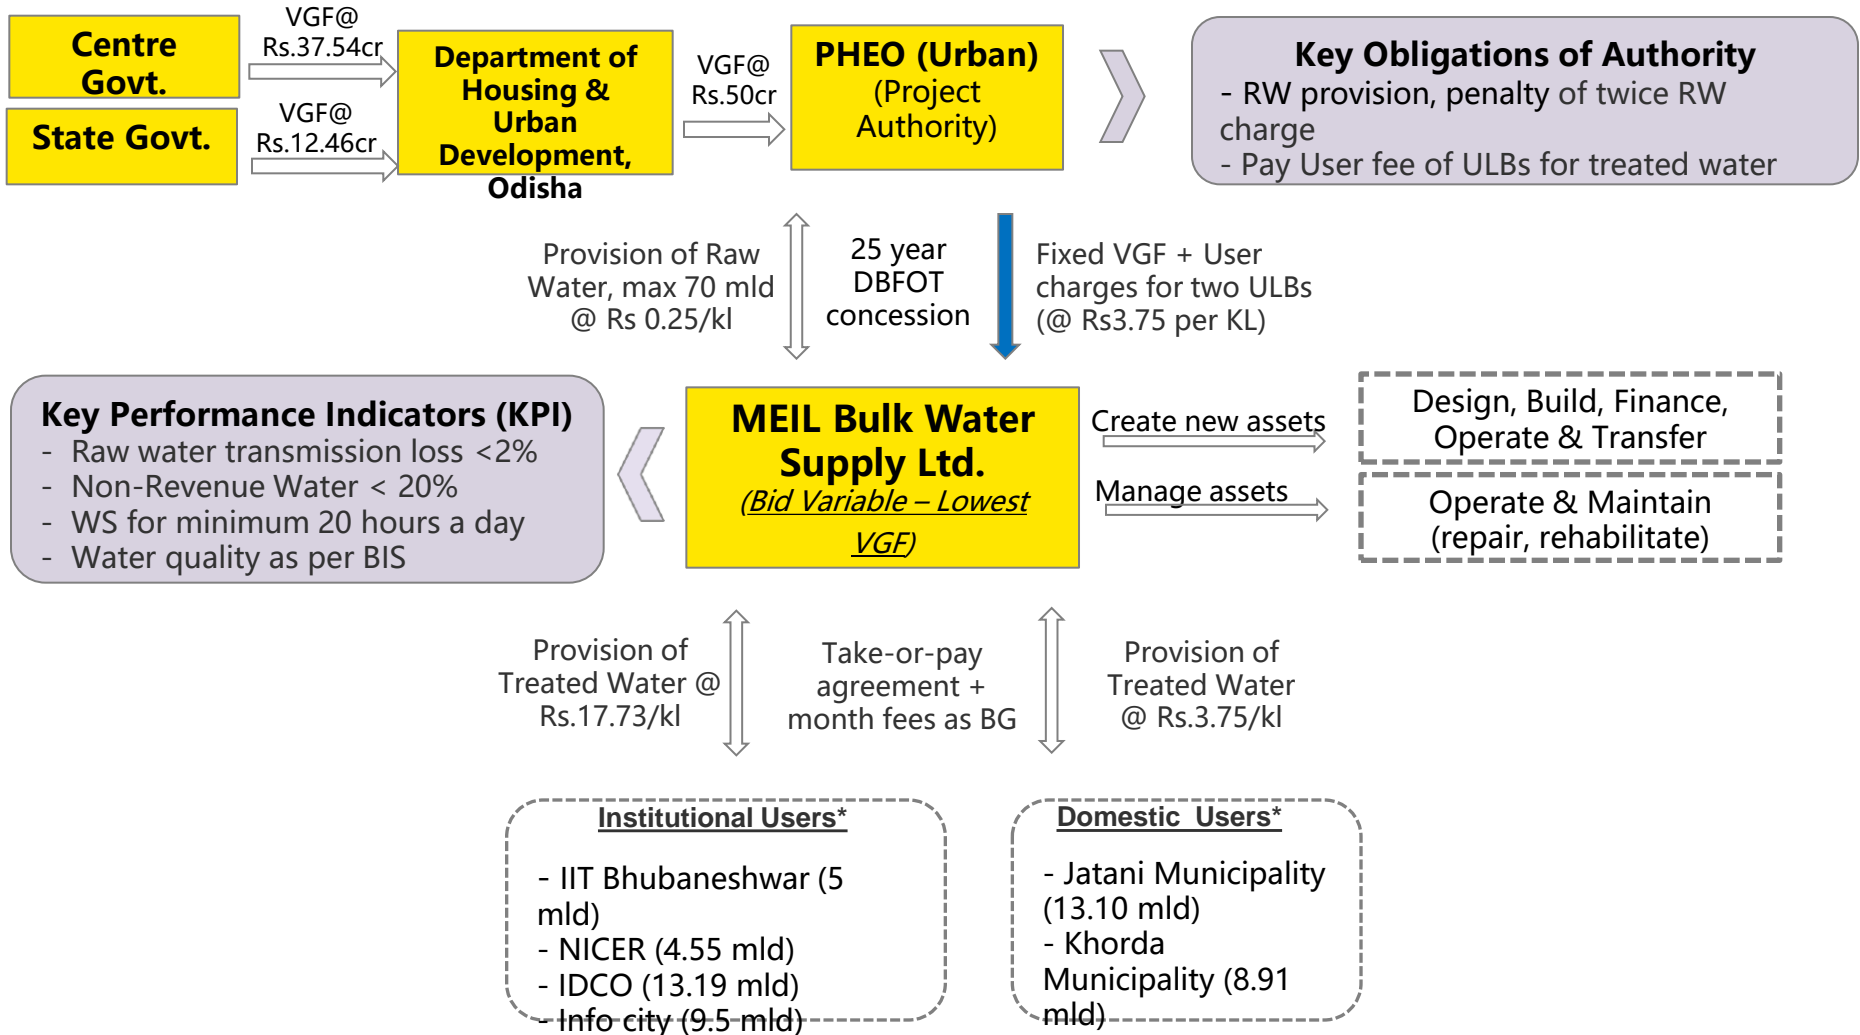 Centre
Govt.
VGF@
Rs.37.54cr
State Govt.
VGF@
Rs.12.46cr
Department of
Housing &
Urban
Development,
Odisha
VGF@
Rs.50cr
PHEO (Urban)
(Project
Authority)
Key Obligations of Authority
- RW provision, penalty of twice RW
charge
- Pay User fee of ULBs for treated water
Provision of Raw
Water, max 70 mld
@ Rs 0.25/kl
25 year
DBFOT
concession
Fixed VGF + User
charges for two ULBs
(@ Rs3.75 per KL)
Key Performance Indicators (KPI)
- Raw water transmission loss <2%
- Non-Revenue Water < 20%
- WS for minimum 20 hours a day
- Water quality as per BIS
MEIL Bulk Water
Supply Ltd.
(Bid Variable – Lowest
VGF)
Create new assets
Manage assets
Design, Build, Finance,
Operate & Transfer
Operate & Maintain
(repair, rehabilitate)
Provision of
Treated Water @
Rs.17.73/kl
Take-or-pay
agreement +
month fees as BG
Provision of
Treated Water
@ Rs.3.75/kl
Institutional Users*
- IIT Bhubaneshwar (5
mld)
- NICER (4.55 mld)
- IDCO (13.19 mld)
- Info city (9.5 mld)
Domestic Users*
- Jatani Municipality
(13.10 mld)
- Khorda
Municipality (8.91
mld)